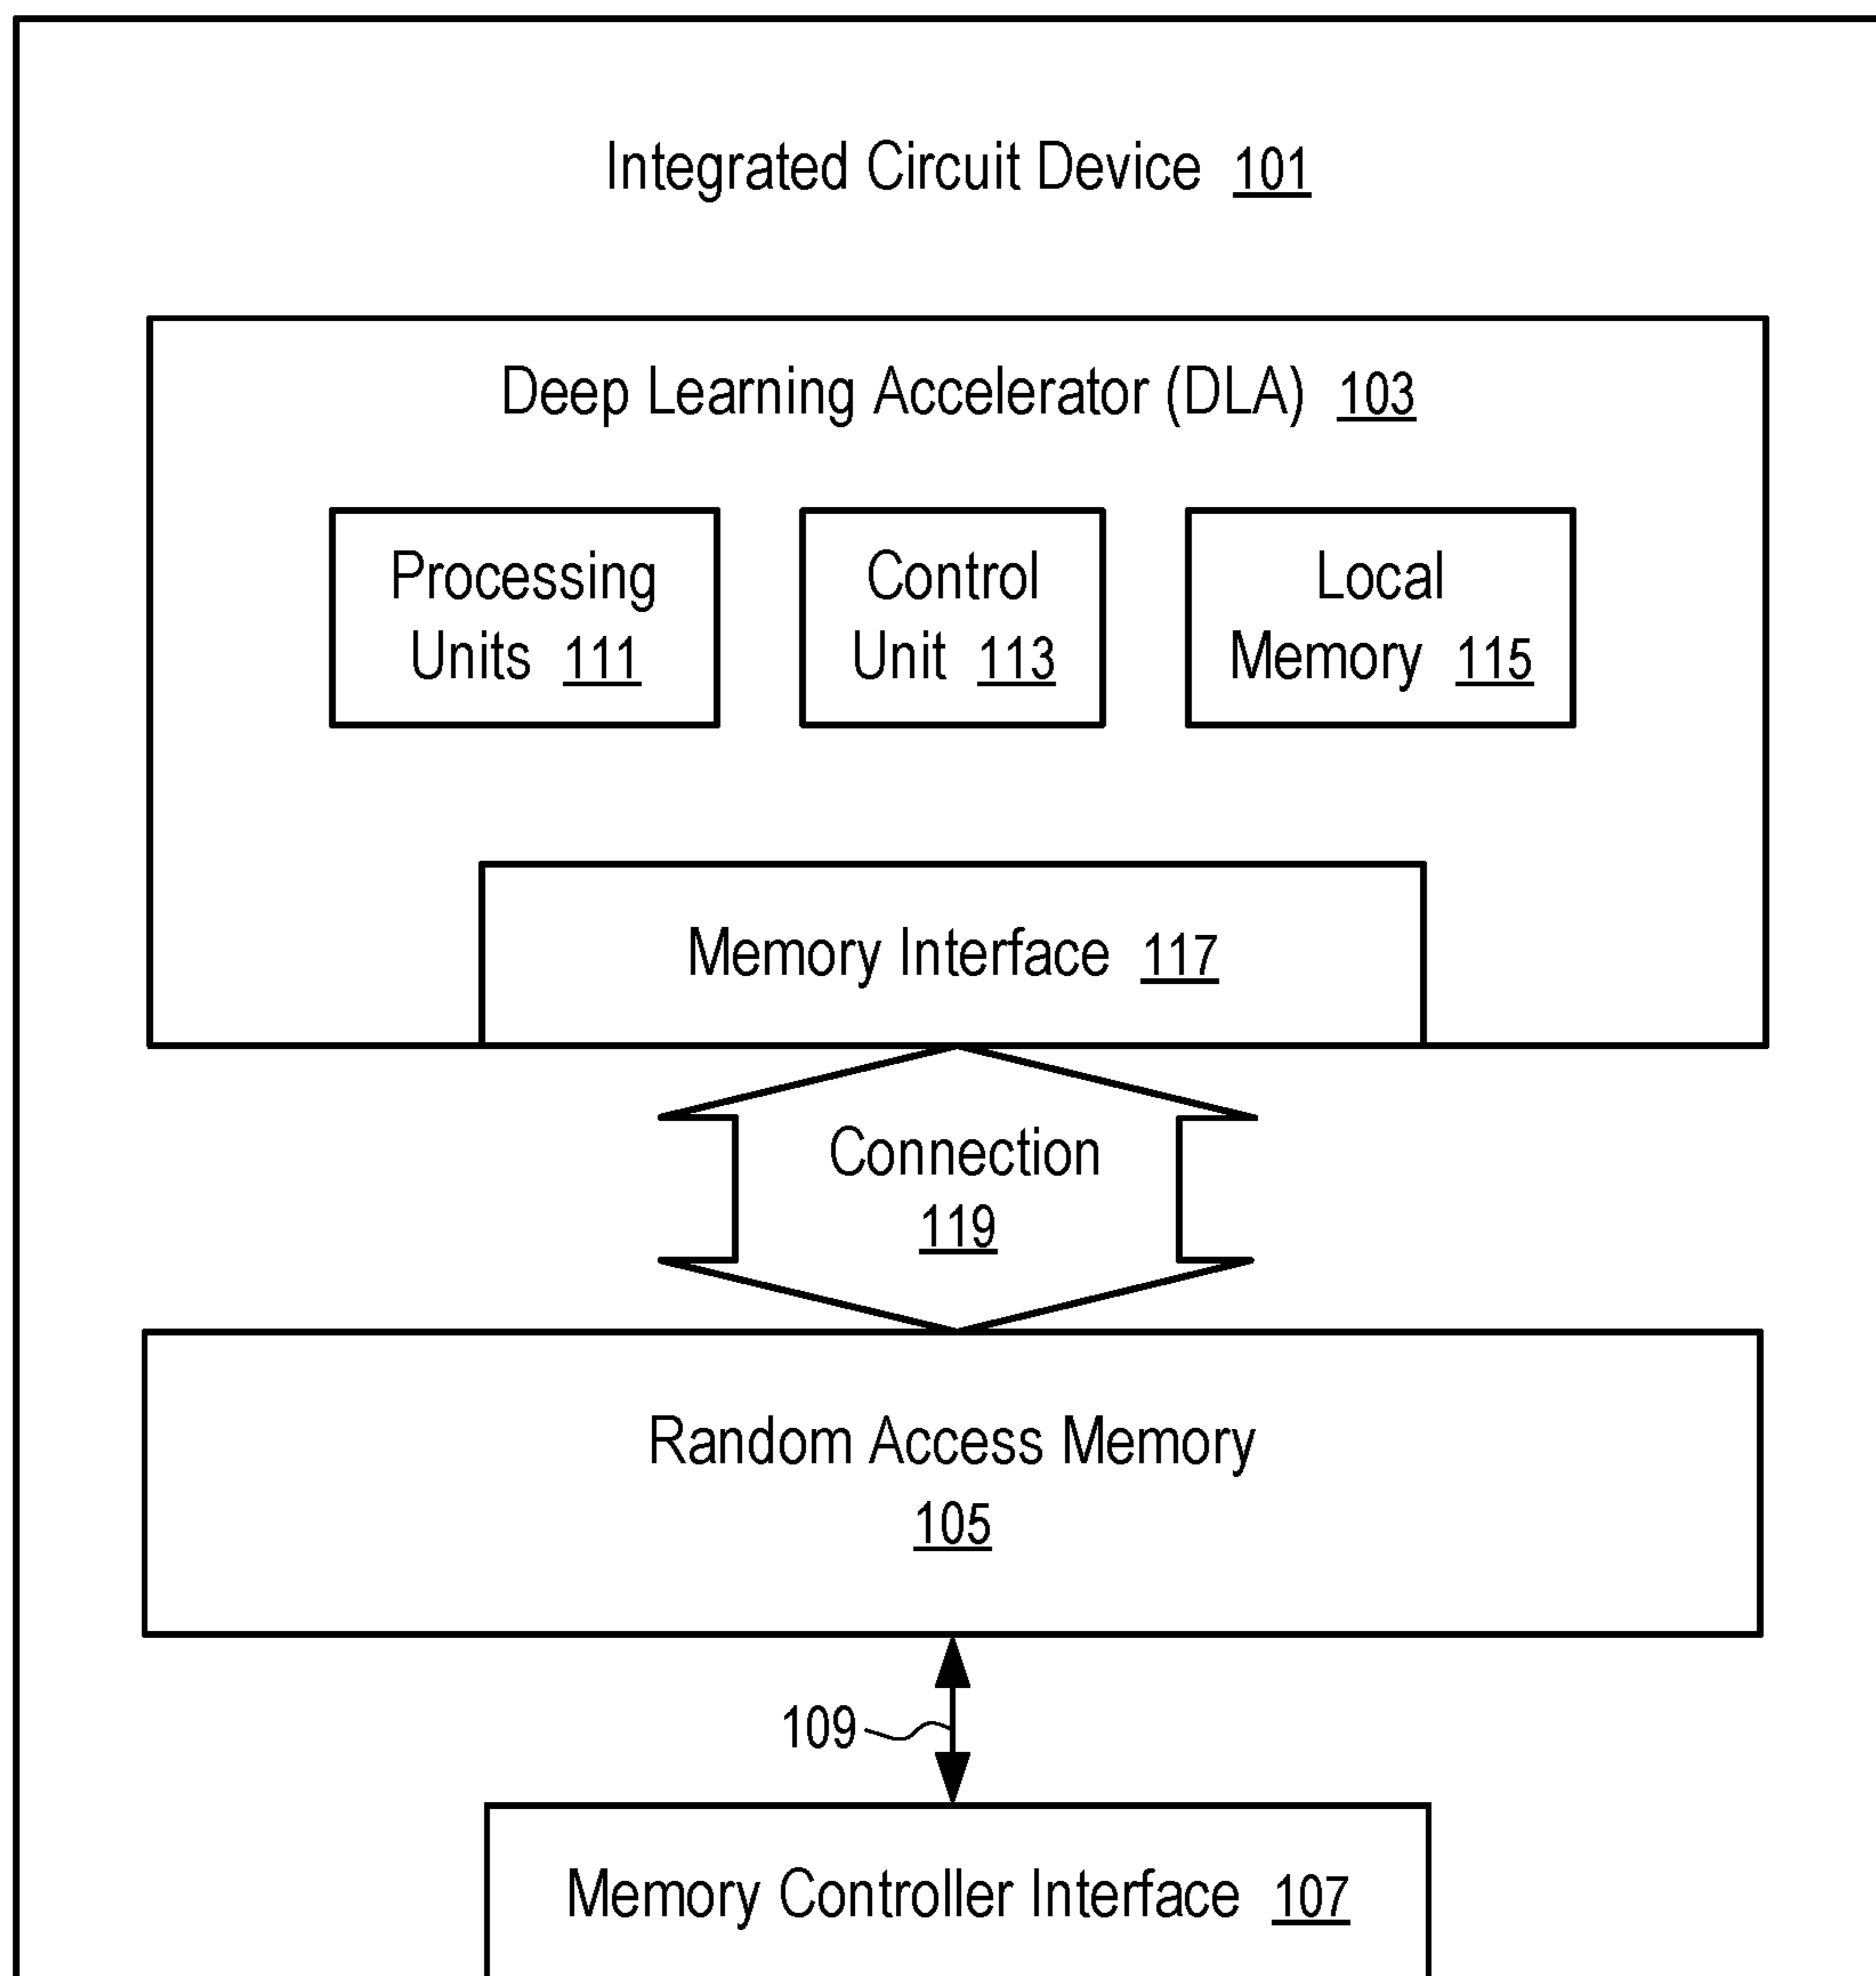 Integrated Circuit Device 101
Deep Learning Accelerator (DLA) 103
Processing
Units 111
Control
Unit 113
Local
Memory 115
Memory Interface 117
Connection
119
Random Access Memory
105
109
Memory Controller Interface 107